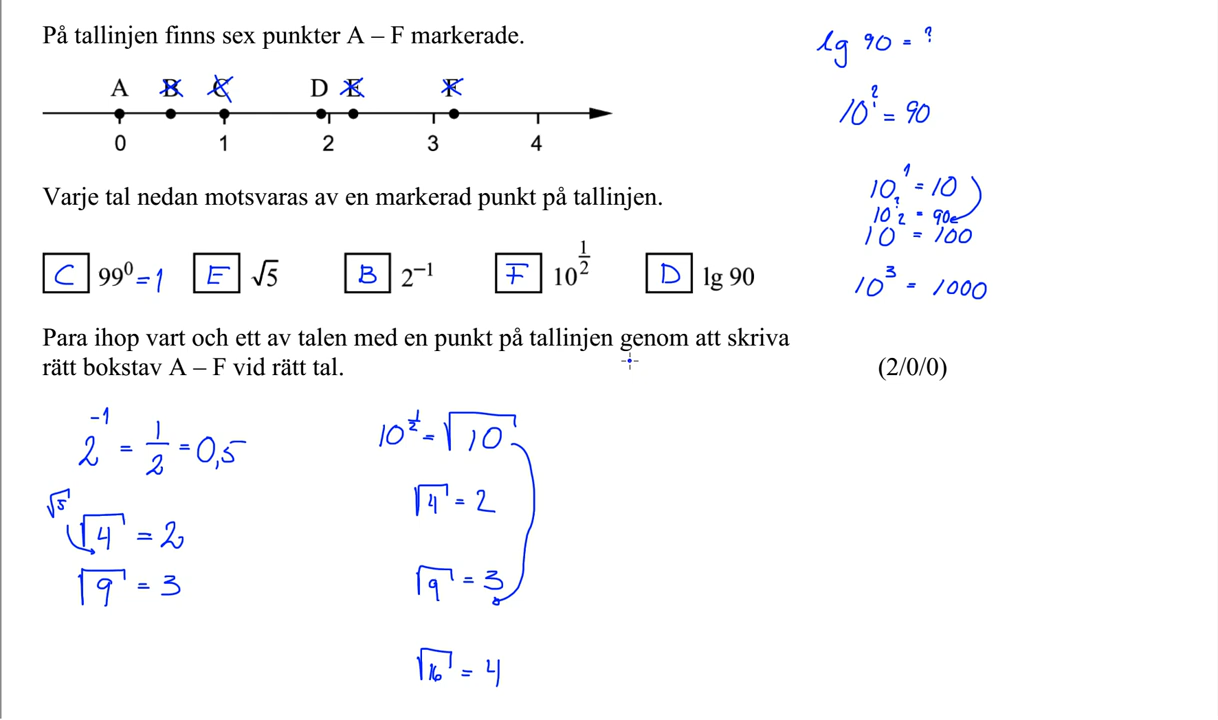 På tallinjen finns sex punkter A – F markerade.
A B C D E F
0 1 2 3 4
Varje tal nedan motsvaras av en markerad punkt på tallinjen.
C 99⁰ = 1 E √5 B 2⁻¹ F 10^(1/2) D lg 90
Para ihop vart och ett av talen med en punkt på tallinjen genom att skriva
rätt bokstav A – F vid rätt tal. (2/0/0)
2⁻¹ = 1/2 = 0,5
√5
√4 = 2
√9 = 3
10^(1/2) = √10
√4 = 2
√9 = 3
√16 = 4
lg 90 = ?
10^? = 90
10¹ = 10
10^? = 90
10² = 100
10³ = 1000